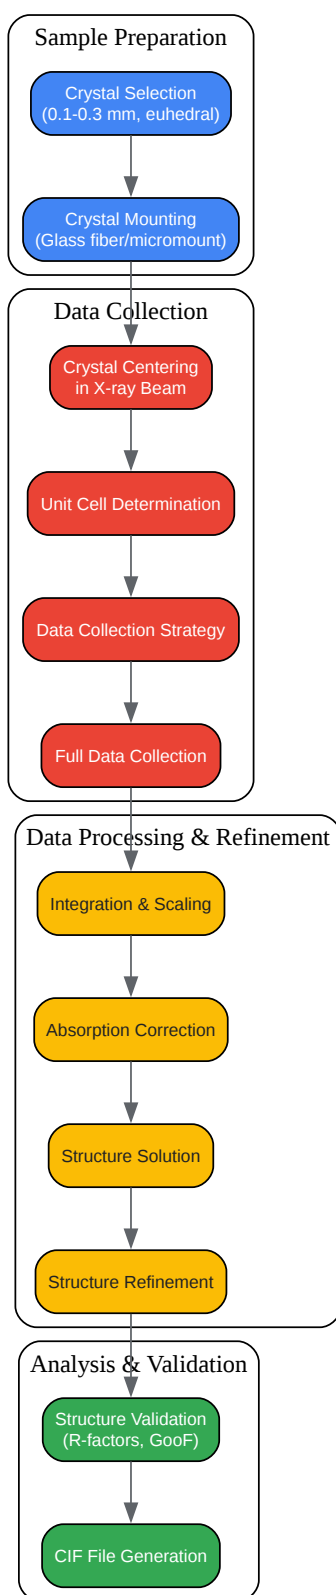 Sample Preparation
Crystal Selection
(0.1-0.3 mm, euhedral)
Crystal Mounting
(Glass fiber/micromount)
Data Collection
Crystal Centering
in X-ray Beam
Unit Cell Determination
Data Collection Strategy
Full Data Collection
Data Processing & Refinement
Integration & Scaling
Absorption Correction
Structure Solution
Structure Refinement
Analysis & Validation
Structure Validation
(R-factors, GooF)
CIF File Generation